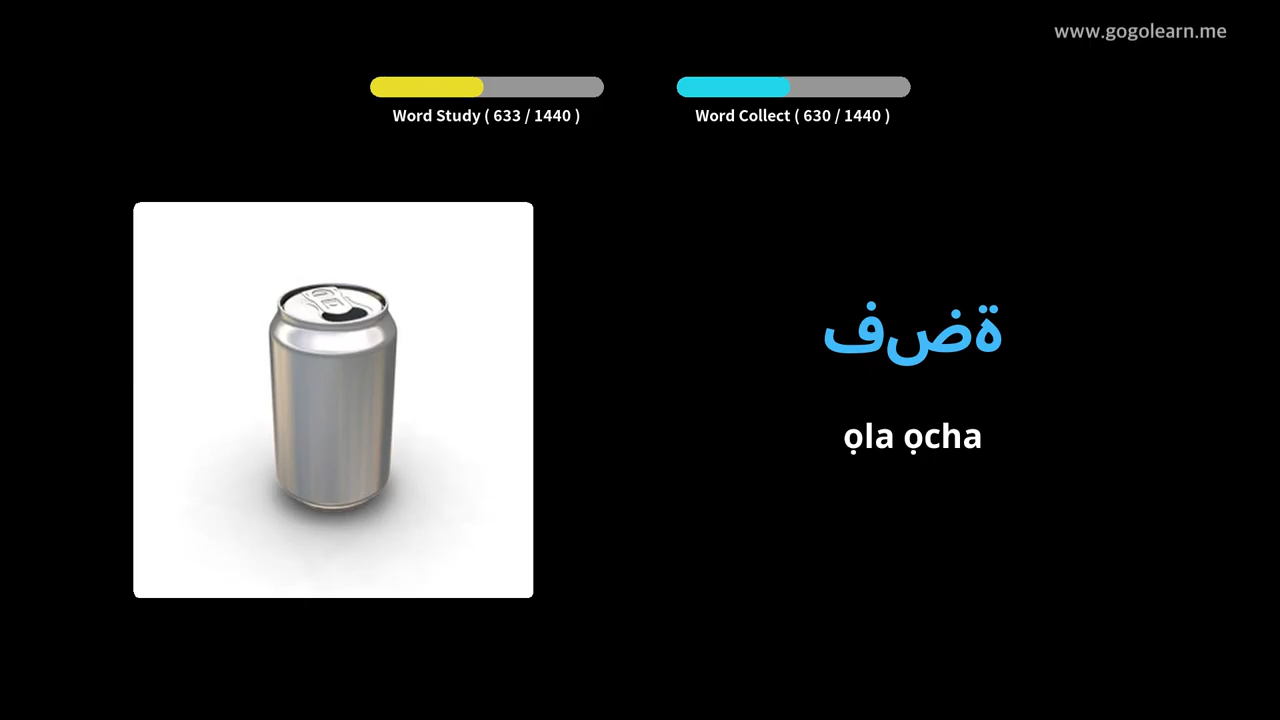 www.gogolearn.me
Word Study ( 633 / 1440 )
Word Collect ( 630 / 1440 )
فضة
ọla ọcha